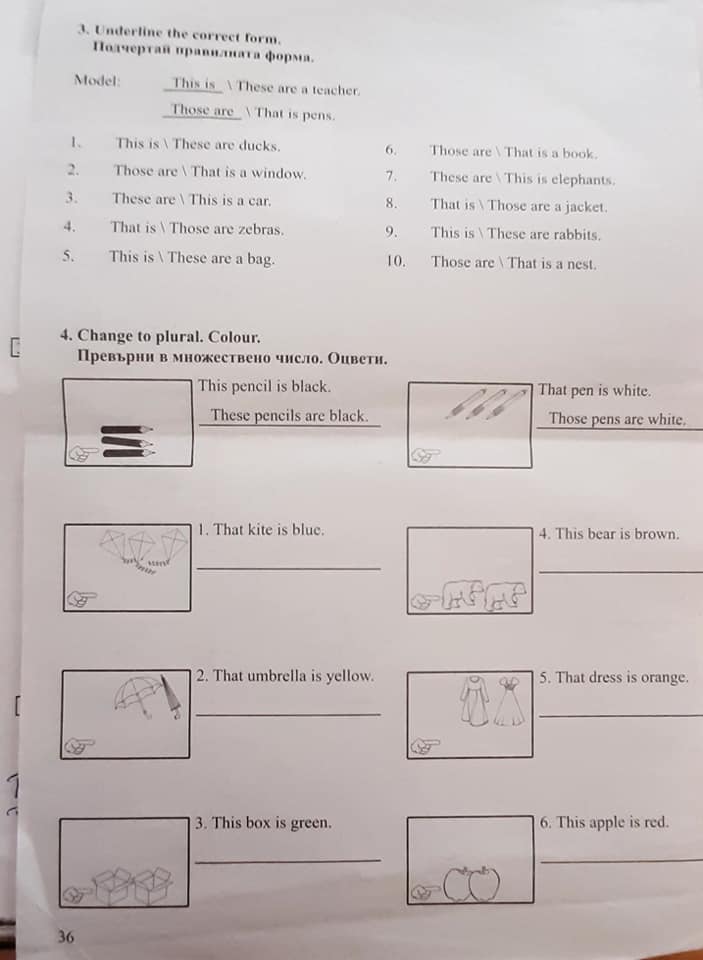 3. Underline the correct form.
Подчертай правилната форма.
Model: This is \ These are a teacher.
Those are \ That is pens.
1. This is \ These are ducks.
2. Those are \ That is a window.
3. These are \ This is a car.
4. That is \ Those are zebras.
5. This is \ These are a bag.
6. Those are \ That is a book.
7. These are \ This is elephants.
8. That is \ Those are a jacket.
9. This is \ These are rabbits.
10. Those are \ That is a nest.
4. Change to plural. Colour.
Превърни в множествено число. Оцвети.
This pencil is black.
These pencils are black.
That pen is white.
Those pens are white.
1. That kite is blue.
4. This bear is brown.
2. That umbrella is yellow.
5. That dress is orange.
3. This box is green.
6. This apple is red.
36